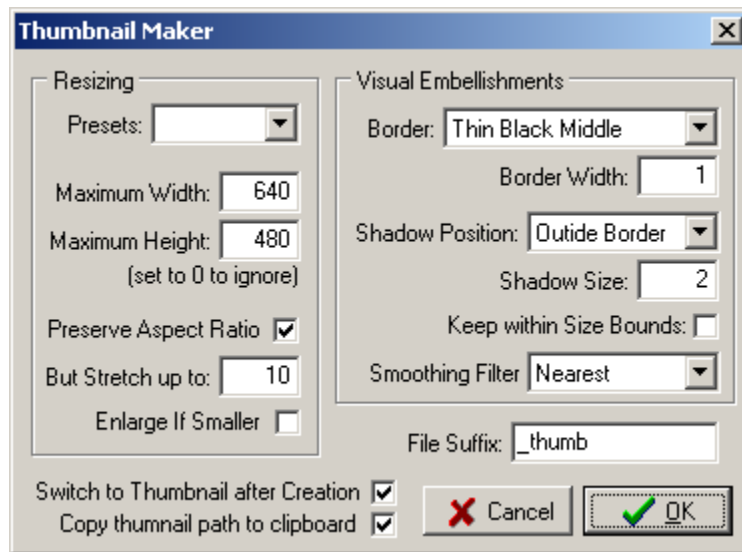 Thumbnail Maker
Resizing
Presets:
Maximum Width: 640
Maximum Height: 480
(set to 0 to ignore)
Preserve Aspect Ratio
But Stretch up to: 10
Enlarge If Smaller
Visual Embellishments
Border: Thin Black Middle
Border Width: 1
Shadow Position: Outide Border
Shadow Size: 2
Keep within Size Bounds:
Smoothing Filter Nearest
File Suffix: _thumb
Switch to Thumbnail after Creation
Copy thumnail path to clipboard
Cancel
OK